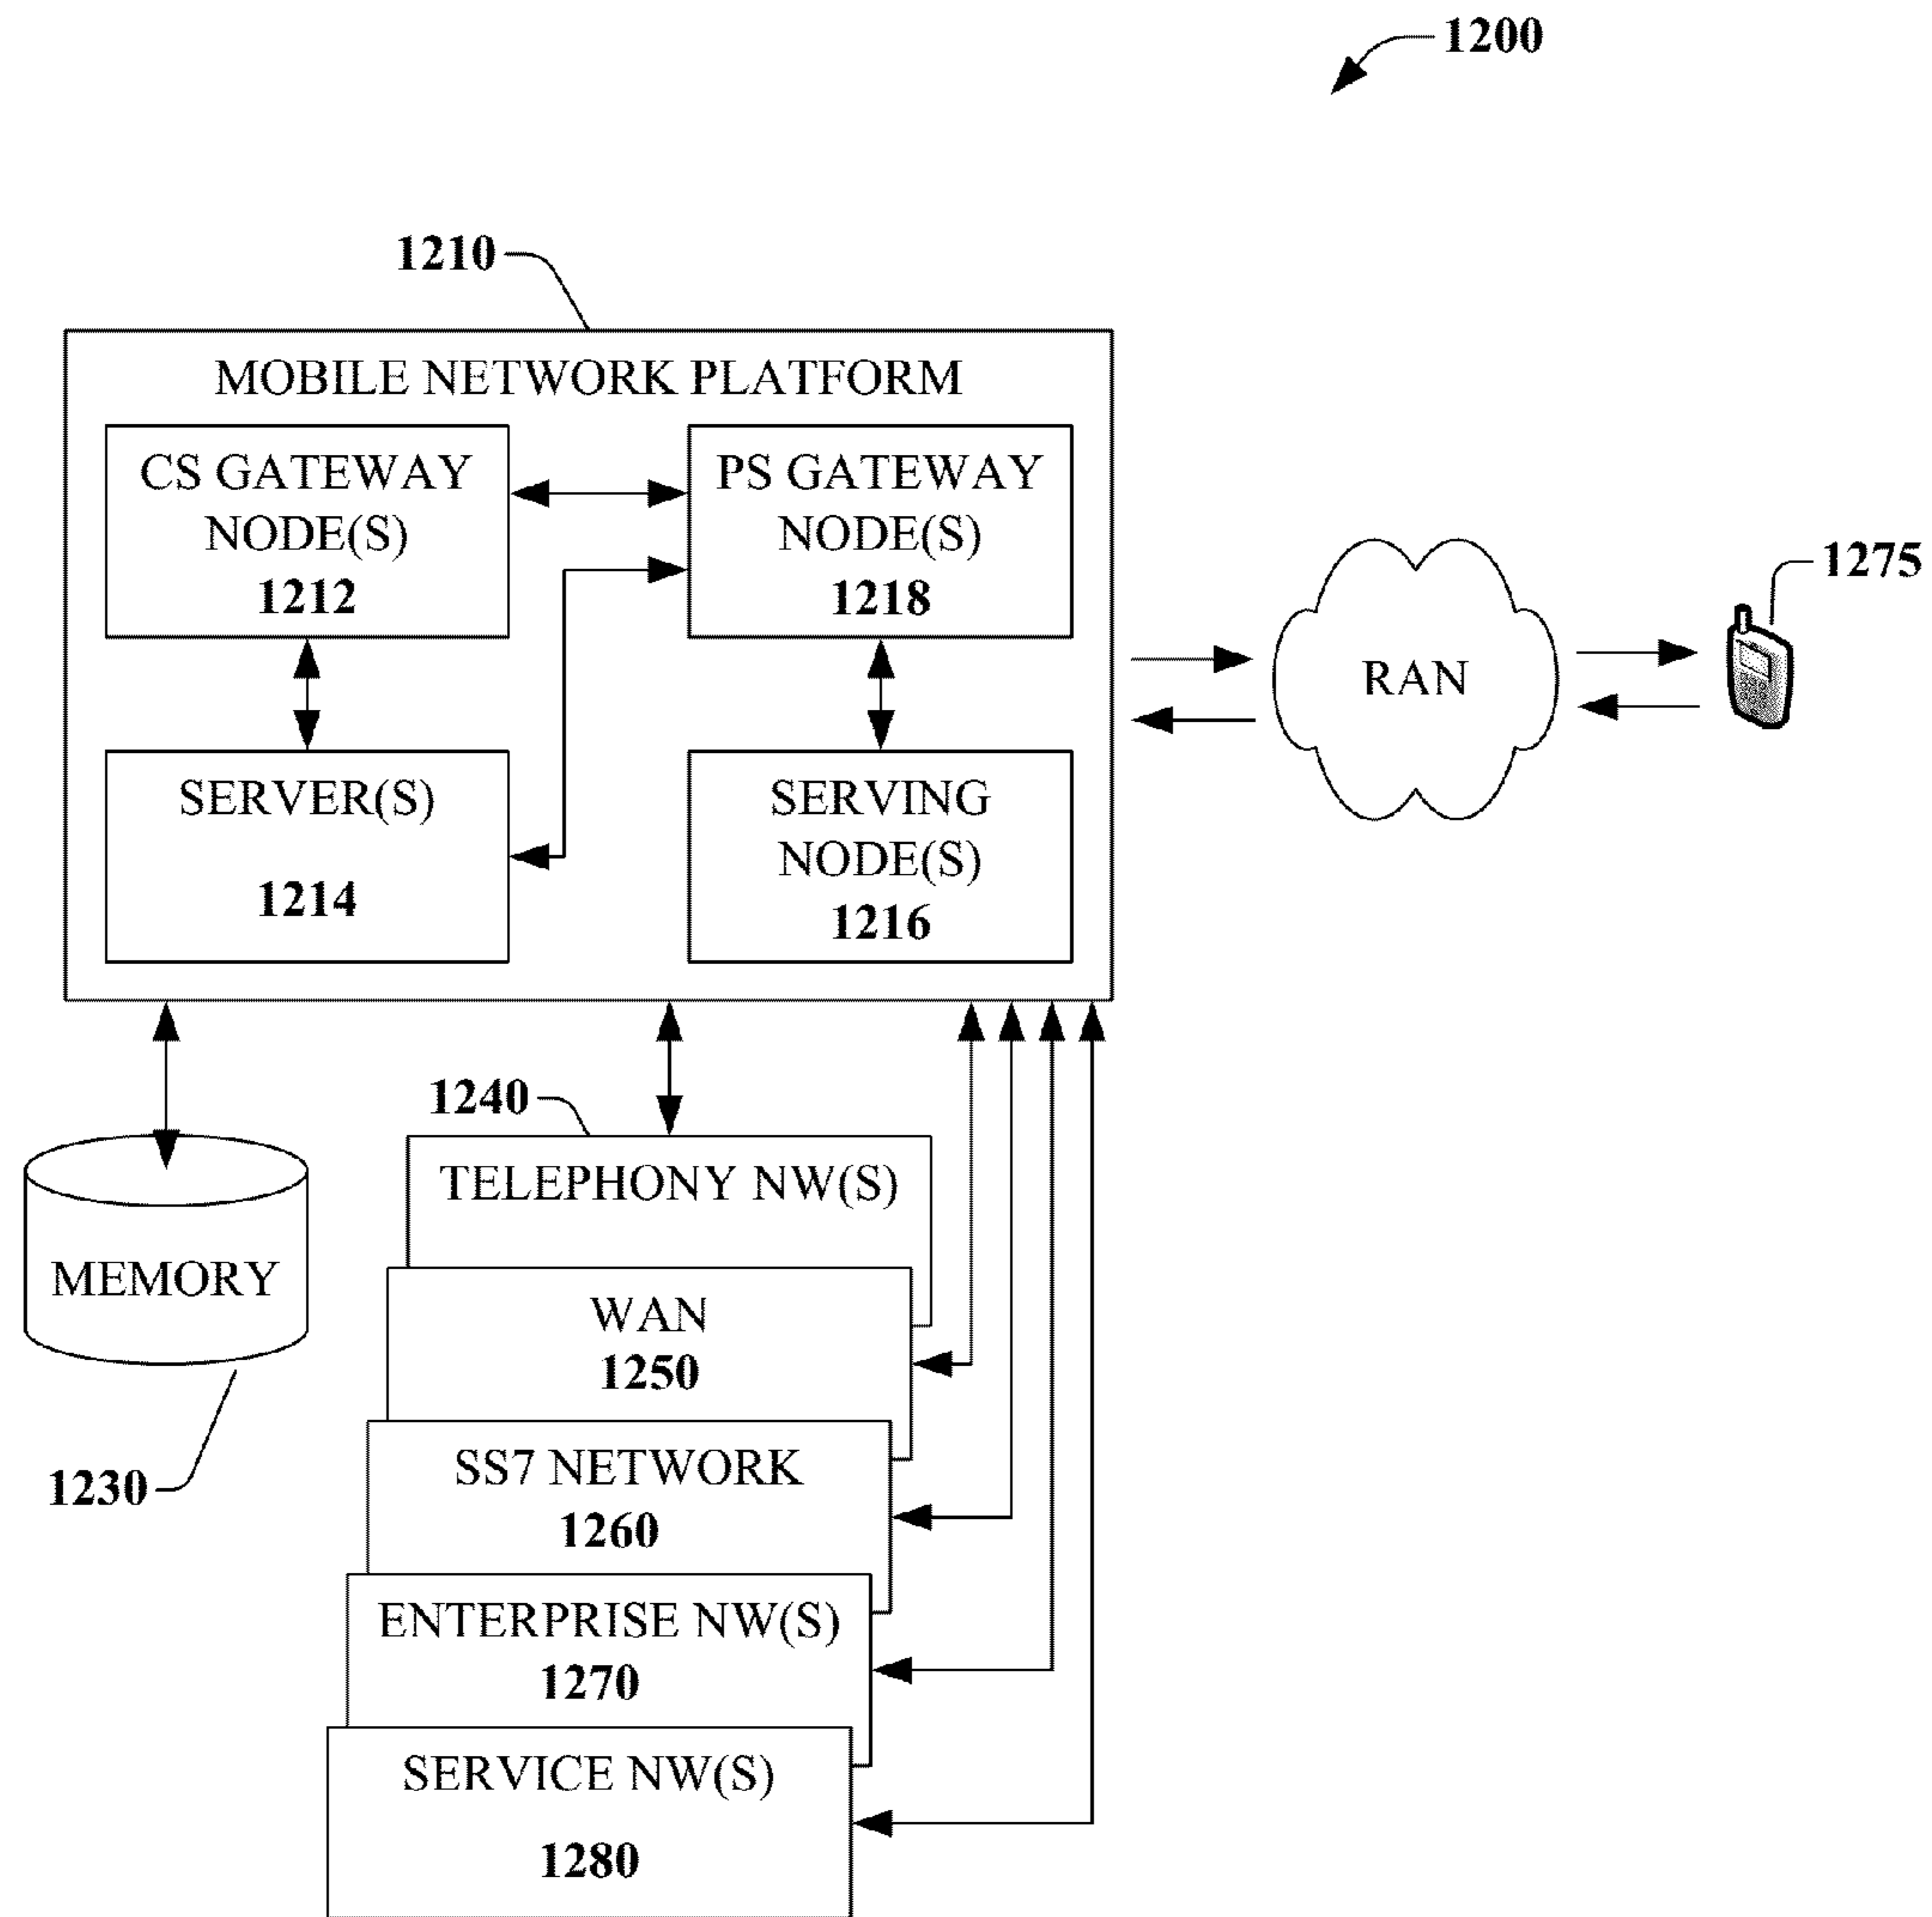 1200
1210
MOBILE NETWORK PLATFORM
CS GATEWAY
NODE(S)
1212
PS GATEWAY
NODE(S)
1218
SERVER(S)
1214
SERVING
NODE(S)
1216
RAN
1275
1240
TELEPHONY NW(S)
MEMORY
1230
WAN
1250
SS7 NETWORK
1260
ENTERPRISE NW(S)
1270
SERVICE NW(S)
1280